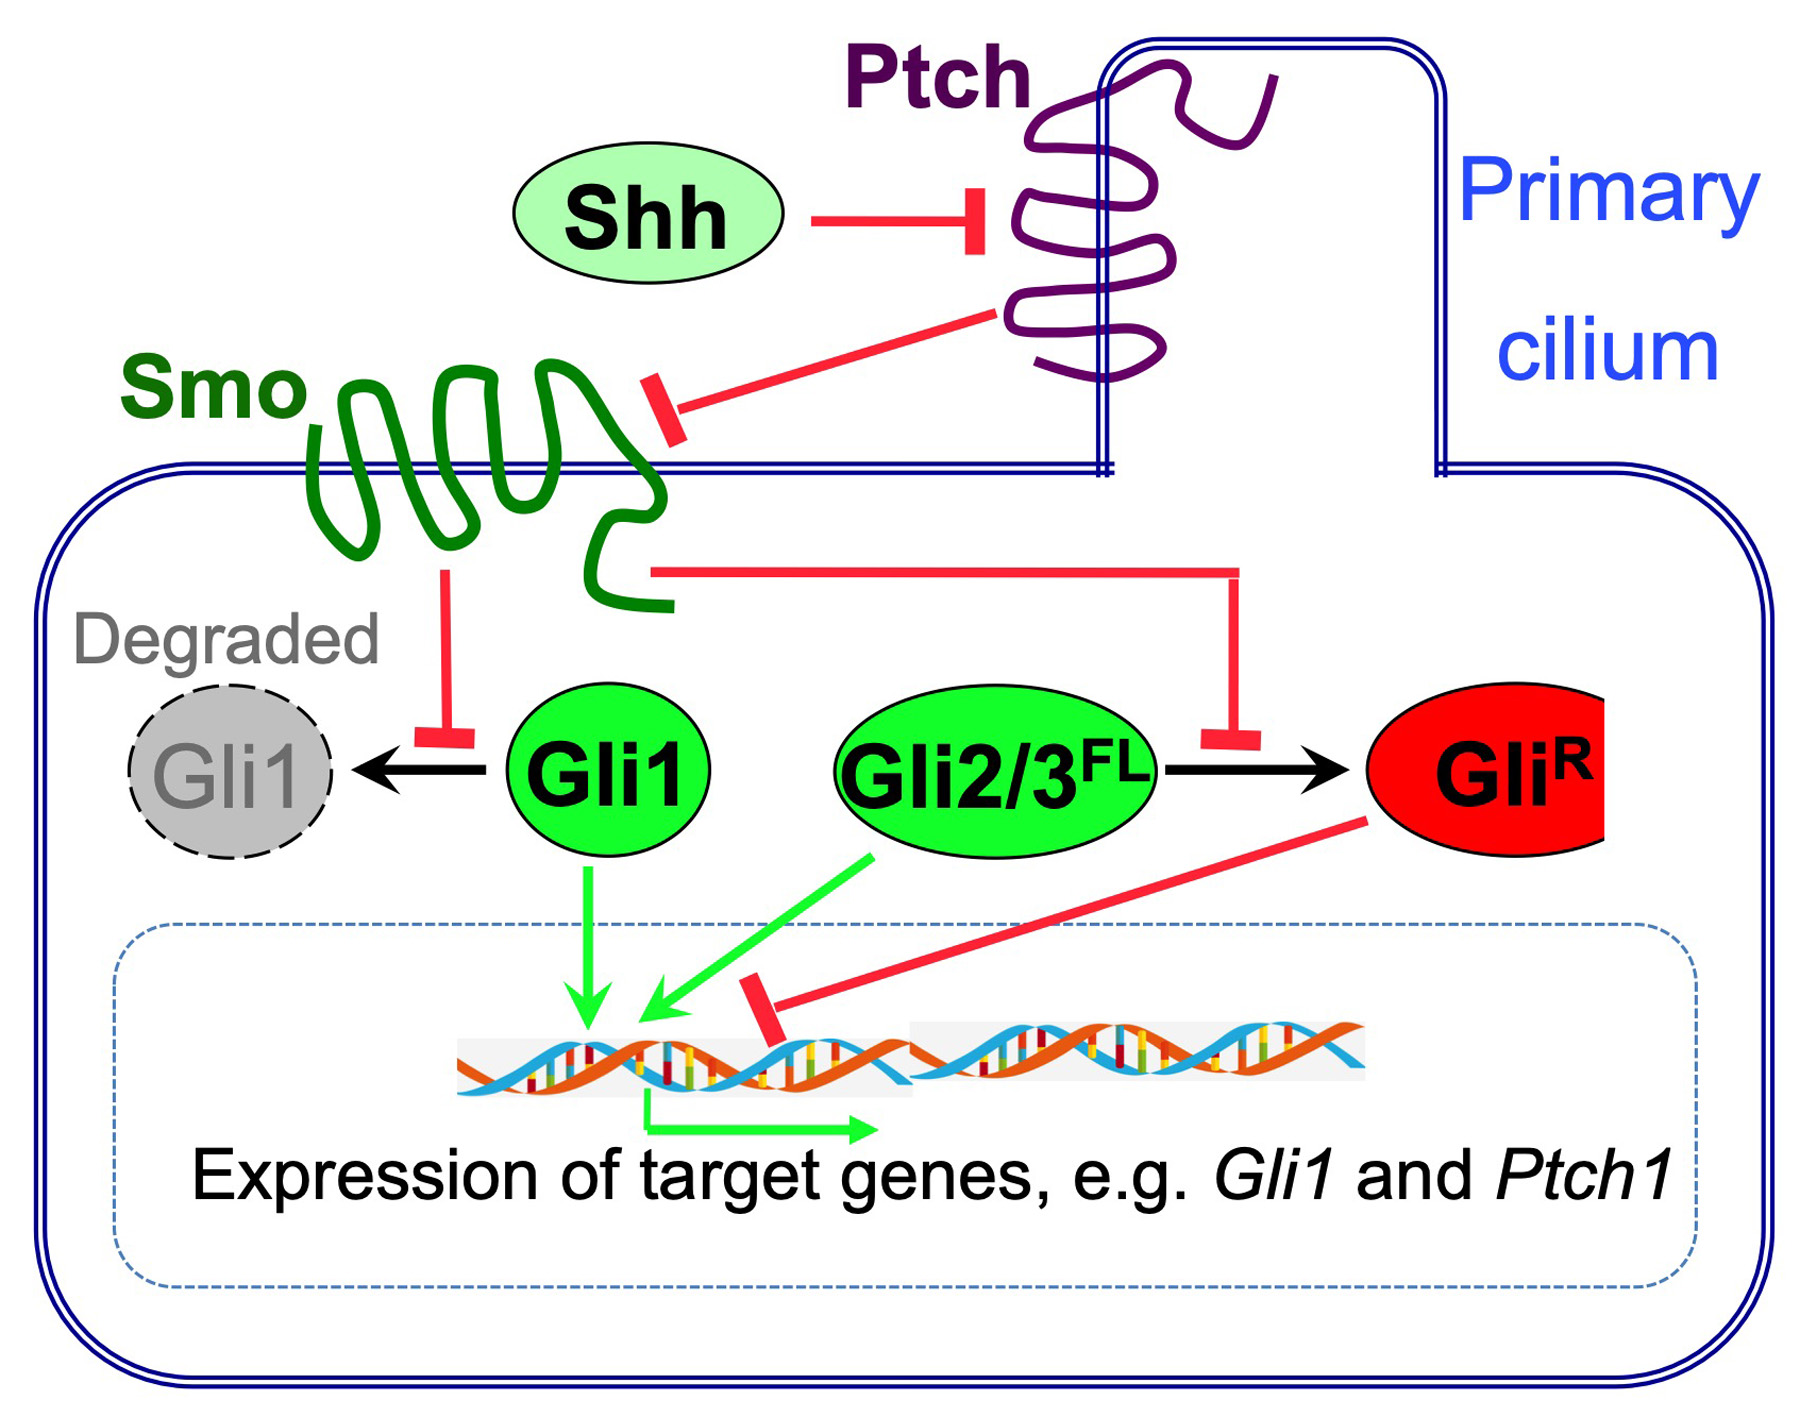 Ptch
Shh
Primary
cilium
Smo
Degraded
Gli1
Gli1
Gli2/3FL
GliR
Expression of target genes, e.g. Gli1 and Ptch1